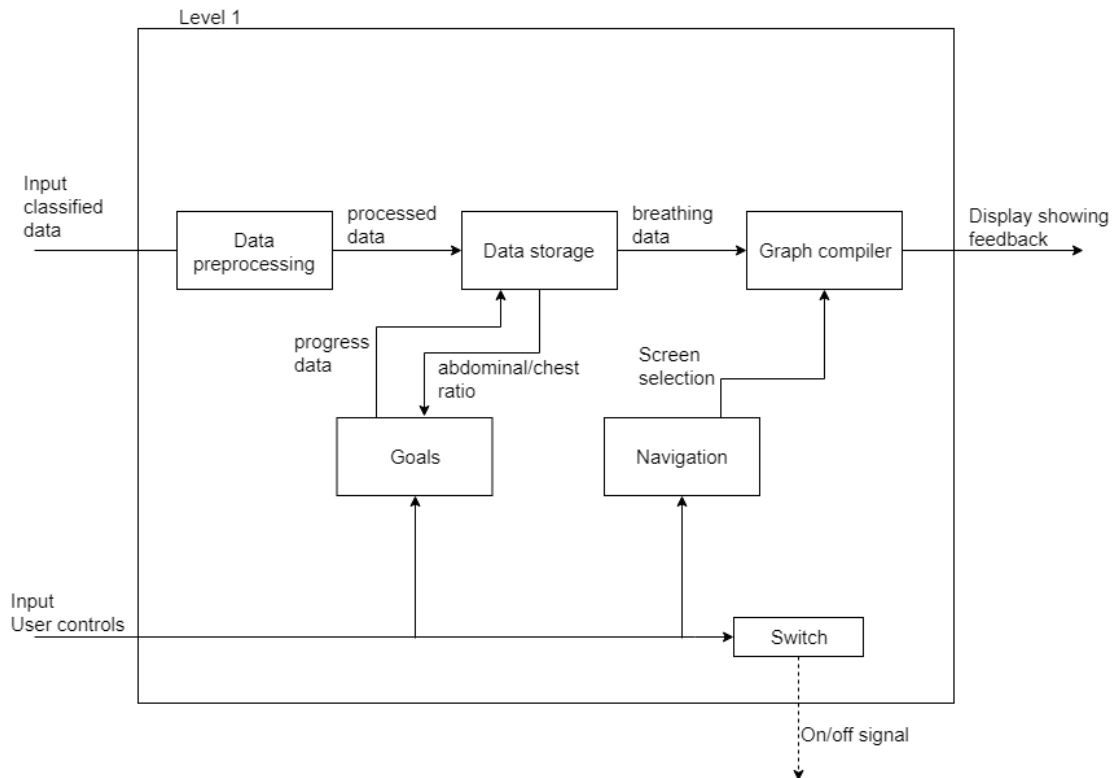 Level 1
Input
classified
data
Data
preprocessing
processed
data
Data storage
breathing
data
Graph compiler
Display showing
feedback
progress
data
abdominal/chest
ratio
Screen
selection
Goals
Navigation
Input
User controls
Switch
On/off signal